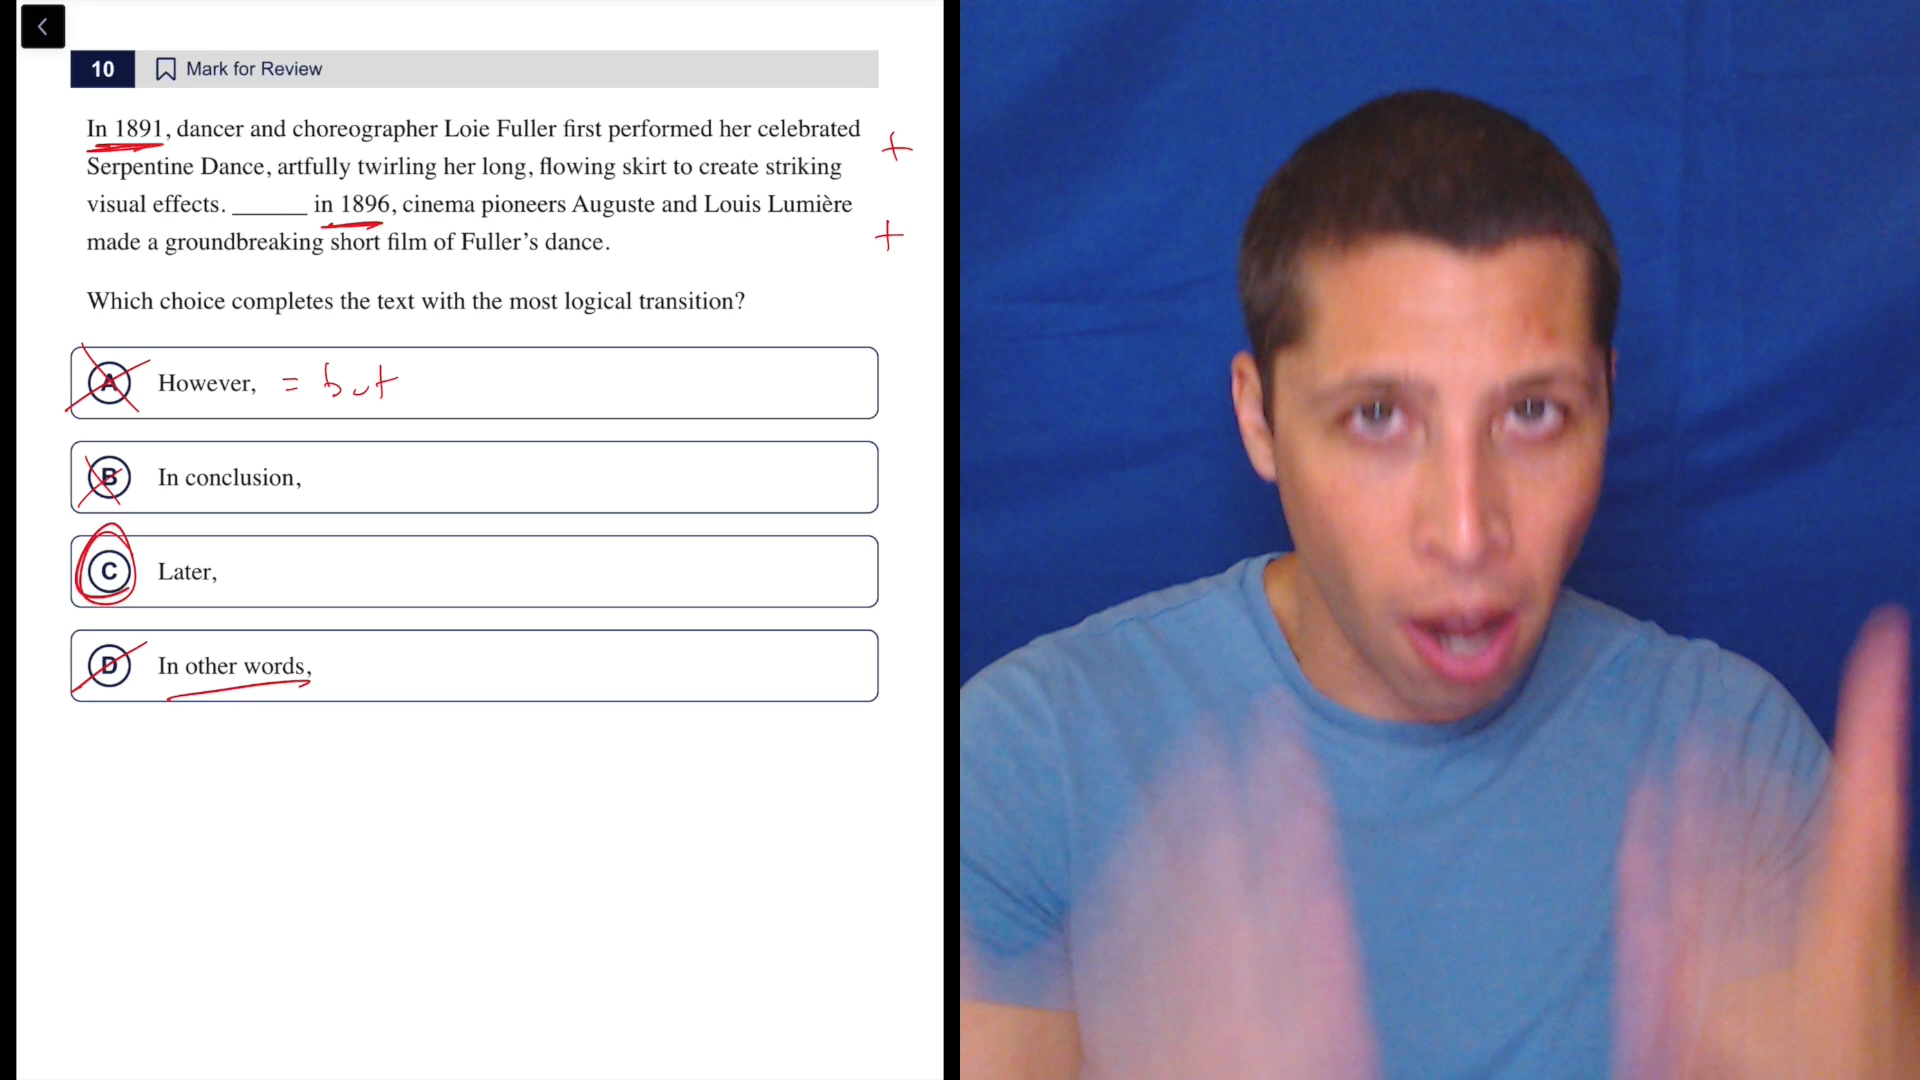 10 Mark for Review
In 1891, dancer and choreographer Loie Fuller first performed her celebrated
Serpentine Dance, artfully twirling her long, flowing skirt to create striking
visual effects. ______ in 1896, cinema pioneers Auguste and Louis Lumière
made a groundbreaking short film of Fuller’s dance.
+
+
Which choice completes the text with the most logical transition?
A However, = but
B In conclusion,
C Later,
D In other words,